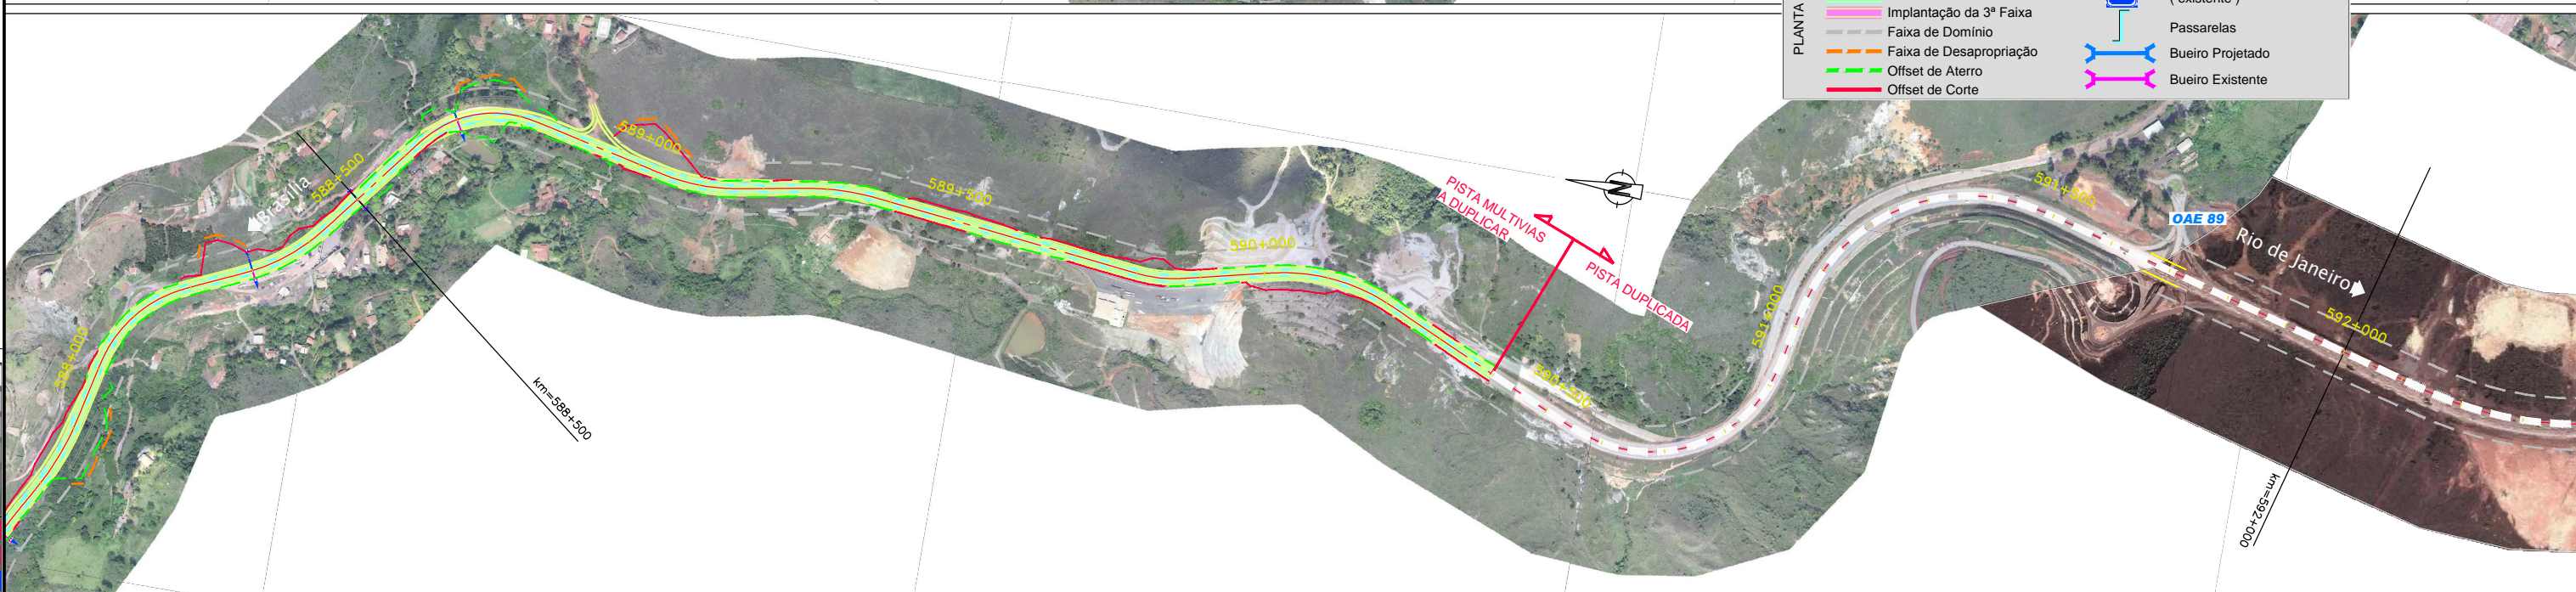 PLANTA
Implantação da 3ª Faixa
Faixa de Domínio
Faixa de Desapropriação
Offset de Aterro
Offset de Corte
( existente )
Passarelas
Bueiro Projetado
Bueiro Existente
588+000
Brasília
588+500
km=588+500
589+000
589+500
590+000
PISTA MULTIVIAS
A DUPLICAR
PISTA DUPLICADA
N
590+500
591+000
591+500
OAE 89
Rio de Janeiro
592+000
km=592+000